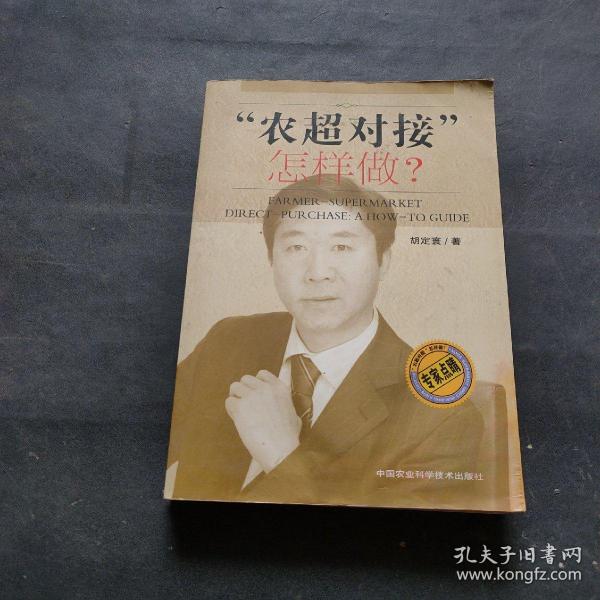 “农超对接”
怎样做？
FARMER-SUPERMARKET
DIRECT-PURCHASE: A HOW-TO GUIDE
胡定寰/著
专家点睛
中国农业科学技术出版社
孔夫子旧书网
www.kongfz.com